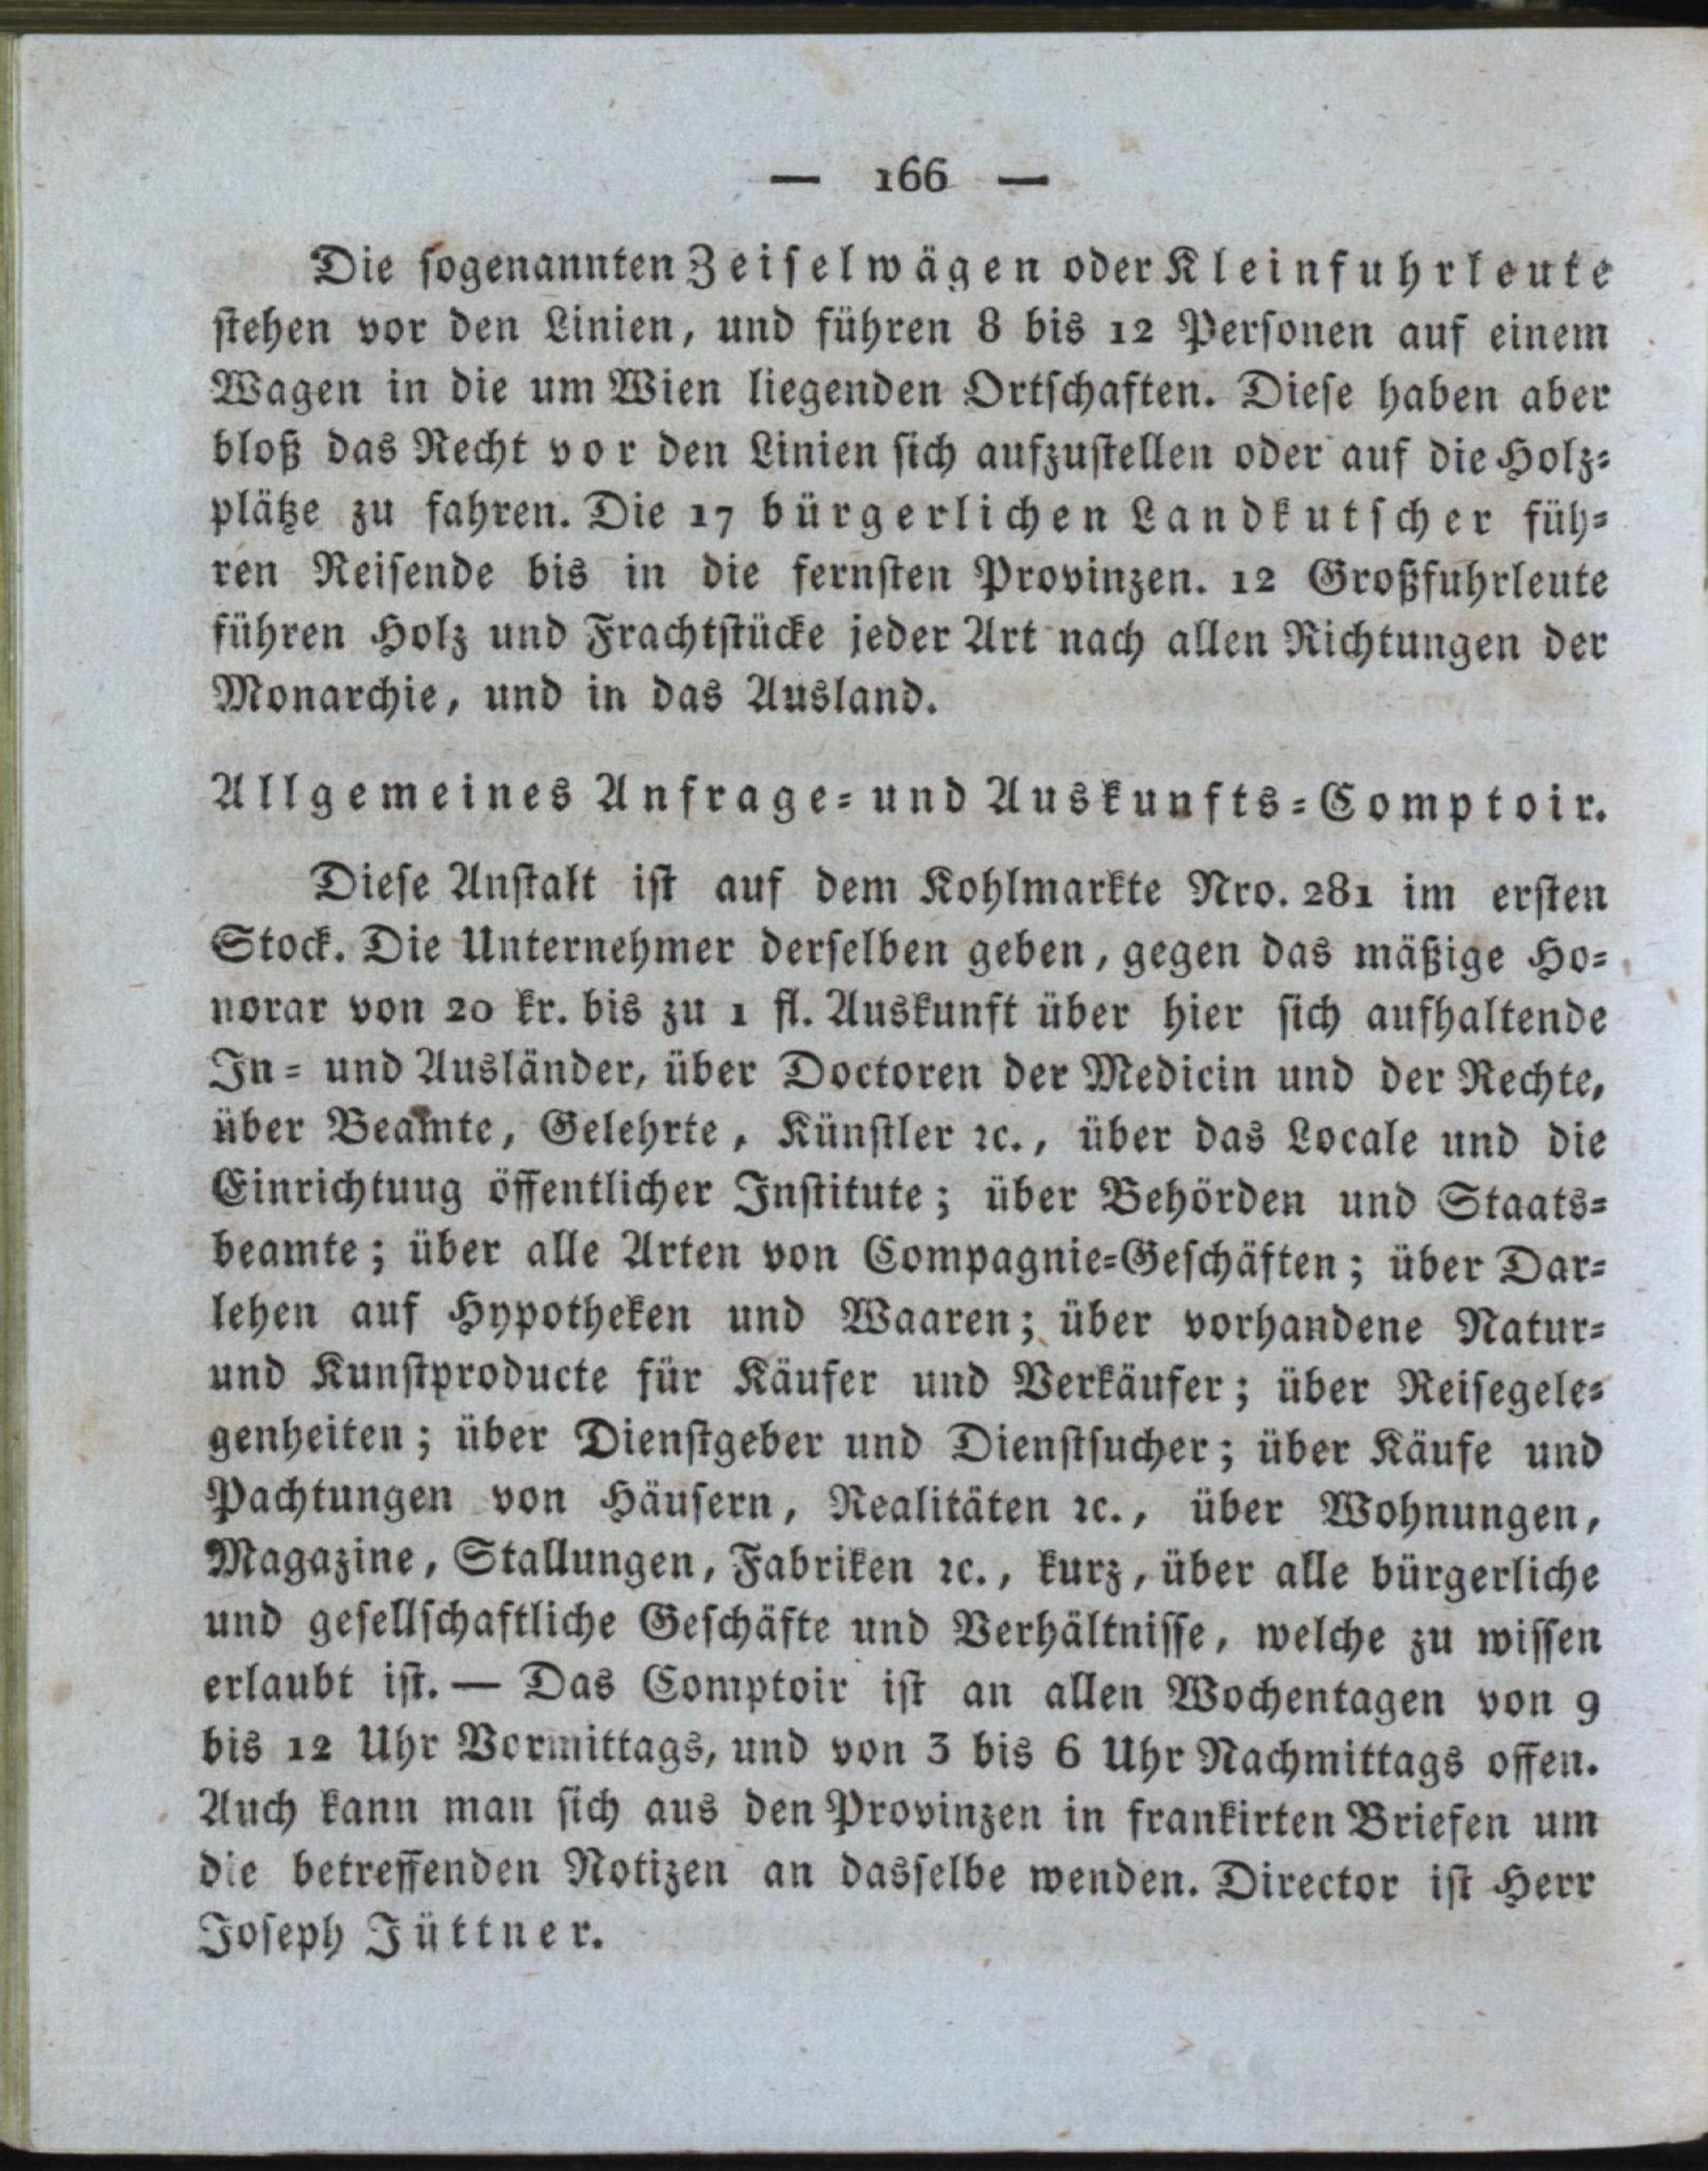 — 166 —
Die sogenannten Zeiselwägen oder Kleinfuhrleute
stehen vor den Linien, und führen 8 bis 12 Personen auf einem
Wagen in die um Wien liegenden Ortschaften. Diese haben aber
bloß das Recht vor den Linien sich aufzustellen oder auf die Holz-
plätze zu fahren. Die 17 bürgerlichen Landkutscher füh-
ren Reisende bis in die fernsten Provinzen. 12 Großfuhrleute
führen Holz und Frachtstücke jeder Art nach allen Richtungen der
Monarchie, und in das Ausland.
Allgemeines Anfrage- und Auskunfts-Comptoir.
Diese Anstalt ist auf dem Kohlmarkte Nro. 281 im ersten
Stock. Die Unternehmer derselben geben, gegen das mäßige Ho-
norar von 20 kr. bis zu 1 fl. Auskunft über hier sich aufhaltende
In- und Ausländer, über Doctoren der Medicin und der Rechte,
über Beamte, Gelehrte, Künstler ꝛc., über das Locale und die
Einrichtuug öffentlicher Institute; über Behörden und Staats-
beamte; über alle Arten von Compagnie-Geschäften; über Dar-
lehen auf Hypotheken und Waaren; über vorhandene Natur-
und Kunstproducte für Käufer und Verkäufer; über Reisegele-
genheiten; über Dienstgeber und Dienstsucher; über Käufe und
Pachtungen von Häusern, Realitäten ꝛc., über Wohnungen,
Magazine, Stallungen, Fabriken ꝛc., kurz, über alle bürgerliche
und gesellschaftliche Geschäfte und Verhältnisse, welche zu wissen
erlaubt ist. — Das Comptoir ist an allen Wochentagen von 9
bis 12 Uhr Vormittags, und von 3 bis 6 Uhr Nachmittags offen.
Auch kann man sich aus den Provinzen in frankirten Briefen um
die betreffenden Notizen an dasselbe wenden. Director ist Herr
Joseph Jüttner.